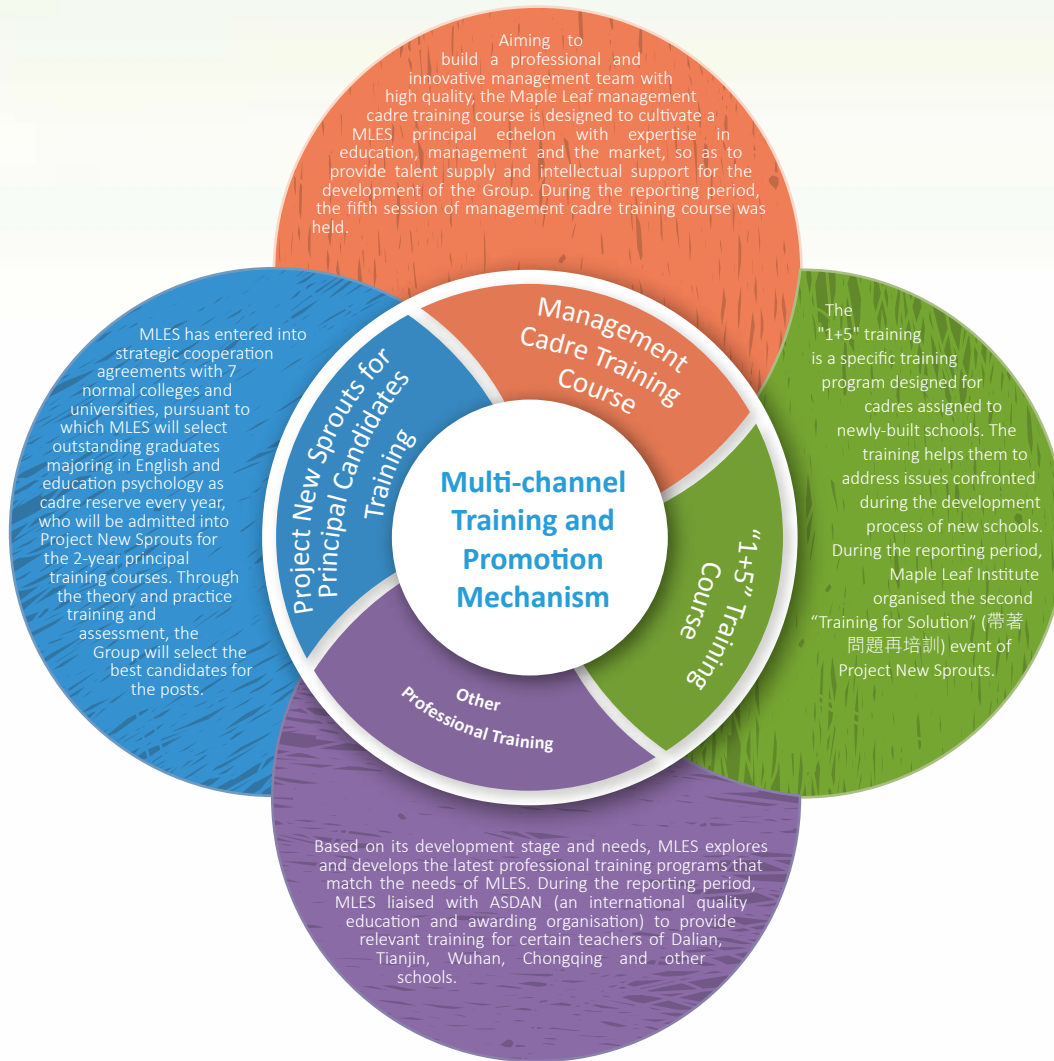 Aiming to
build a professional and
innovative management team with
high quality, the Maple Leaf management
cadre training course is designed to cultivate a
MLES principal echelon with expertise in
education, management and the market, so as to
provide talent supply and intellectual support for the
development of the Group. During the reporting period,
the fifth session of management cadre training course was
held.
Management
Cadre Training
Course
MLES has entered into
strategic cooperation
agreements with 7
normal colleges and
universities, pursuant to
which MLES will select
outstanding graduates
majoring in English and
education psychology as
cadre reserve every year,
who will be admitted into
Project New Sprouts for
the 2-year principal
training courses. Through
the theory and practice
training and
assessment, the
Group will select the
best candidates for
the posts.
Project New Sprouts for
Principal Candidates
Training
Multi-channel
Training and
Promotion
Mechanism
"1+5" Training
Course
The
"1+5" training
is a specific training
program designed for
cadres assigned to
newly-built schools. The
training helps them to
address issues confronted
during the development
process of new schools.
During the reporting period,
Maple Leaf Institute
organised the second
“Training for Solution” (帶著
問題再培訓) event of
Project New Sprouts.
Other
Professional Training
Based on its development stage and needs, MLES explores
and develops the latest professional training programs that
match the needs of MLES. During the reporting period,
MLES liaised with ASDAN (an international quality
education and awarding organisation) to provide
relevant training for certain teachers of Dalian,
Tianjin, Wuhan, Chongqing and other
schools.